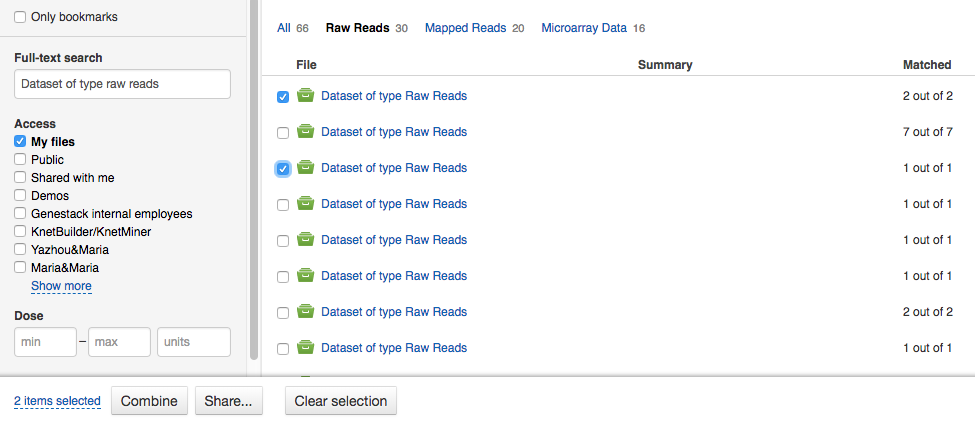 Only bookmarks
Full-text search
Dataset of type raw reads
Access
My files
Public
Shared with me
Demos
Genestack internal employees
KnetBuilder/KnetMiner
Yazhou&Maria
Maria&Maria
Show more
Dose
min – max units
All 66 Raw Reads 30 Mapped Reads 20 Microarray Data 16
File Summary Matched
Dataset of type Raw Reads 2 out of 2
Dataset of type Raw Reads 7 out of 7
Dataset of type Raw Reads 1 out of 1
Dataset of type Raw Reads 1 out of 1
Dataset of type Raw Reads 1 out of 1
Dataset of type Raw Reads 1 out of 1
Dataset of type Raw Reads 2 out of 2
Dataset of type Raw Reads 1 out of 1
2 items selected Combine Share... Clear selection